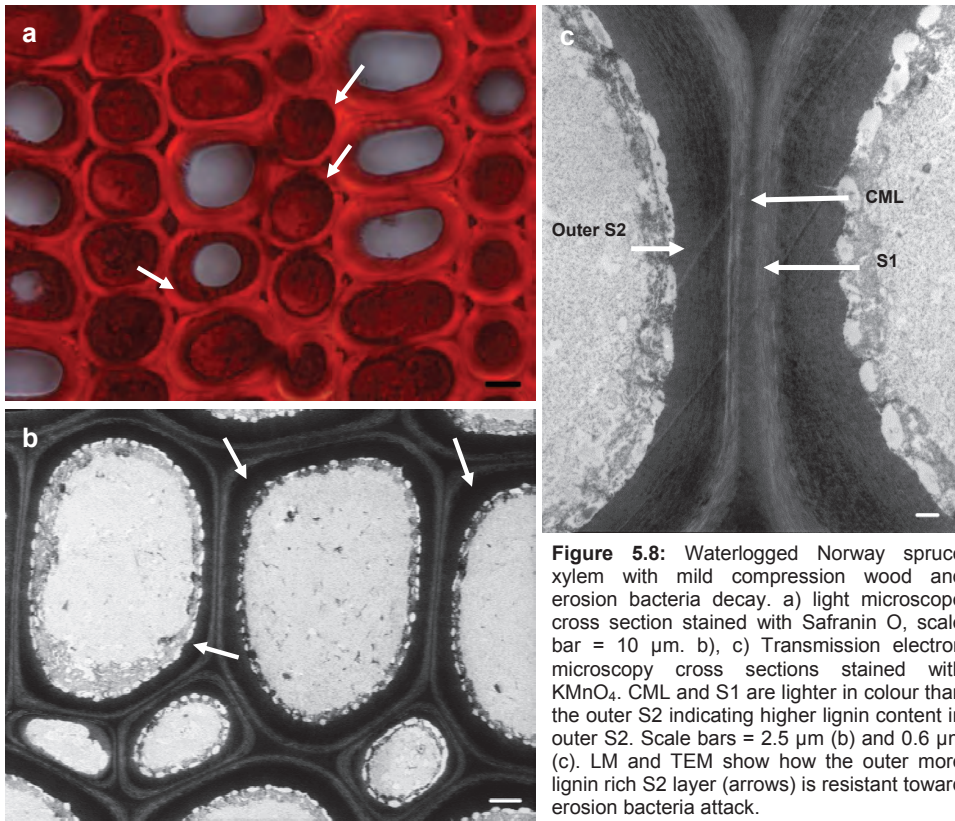 a
b
c
CML
Outer S2
S1
Figure 5.8: Waterlogged Norway spruce
xylem with mild compression wood and
erosion bacteria decay. a) light microscope
cross section stained with Safranin O, scale
bar = 10 µm. b), c) Transmission electron
microscopy cross sections stained with
KMnO₄. CML and S1 are lighter in colour than
the outer S2 indicating higher lignin content in
outer S2. Scale bars = 2.5 µm (b) and 0.6 µm
(c). LM and TEM show how the outer more
lignin rich S2 layer (arrows) is resistant toward
erosion bacteria attack.